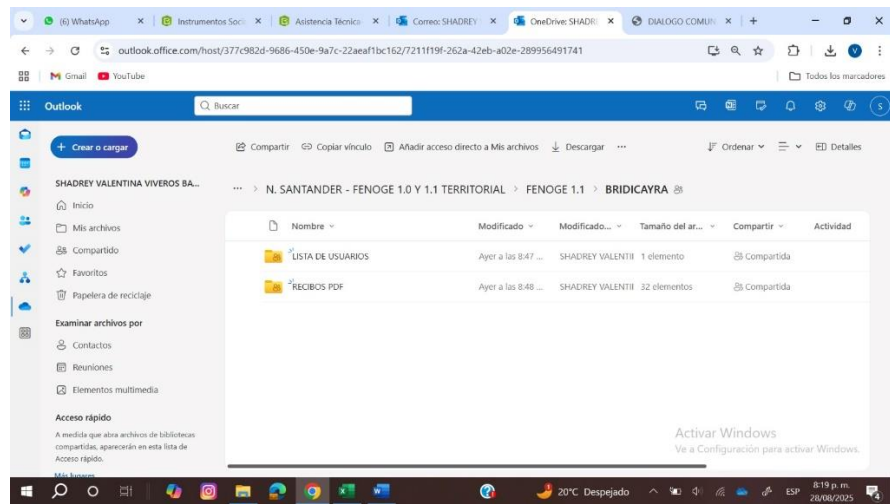 (6) WhatsApp
Instrumentos Soci
Asistencia Técnica
Correo: SHADREY
OneDrive: SHADRE
DIALOGO COMUN
outlook.office.com/host/377c982d-9686-450e-9a7c-22aeaf1bc162/7211f19f-262a-42eb-a02e-289956491741
Gmail YouTube
Todos los marcadores
Outlook
Buscar
S
Crear o cargar
Compartir Copiar vínculo Añadir acceso directo a Mis archivos Descargar ...
Ordenar Detalles
SHADREY VALENTINA VIVEROS BA...
... > N. SANTANDER - FENOGE 1.0 Y 1.1 TERRITORIAL > FENOGE 1.1 > BRIDICAYRA
Inicio
Mis archivos
Compartido
Favoritos
Papelera de reciclaje
Examinar archivos por
Contactos
Reuniones
Elementos multimedia
Acceso rápido
A medida que abra archivos de bibliotecas
compartidas, aparecerán en esta lista de
Acceso rápido.
Más lugares
Nombre Modificado Modificado... Tamaño del ar... Compartir Actividad
LISTA DE USUARIOS Ayer a las 8:47 ... SHADREY VALENTII 1 elemento Compartida
RECIBOS PDF Ayer a las 8:48 ... SHADREY VALENTII 32 elementos Compartida
Activar Windows
Ve a Configuración para activar Windows.
20°C Despejado
ESP
8:19 p. m.
28/08/2025